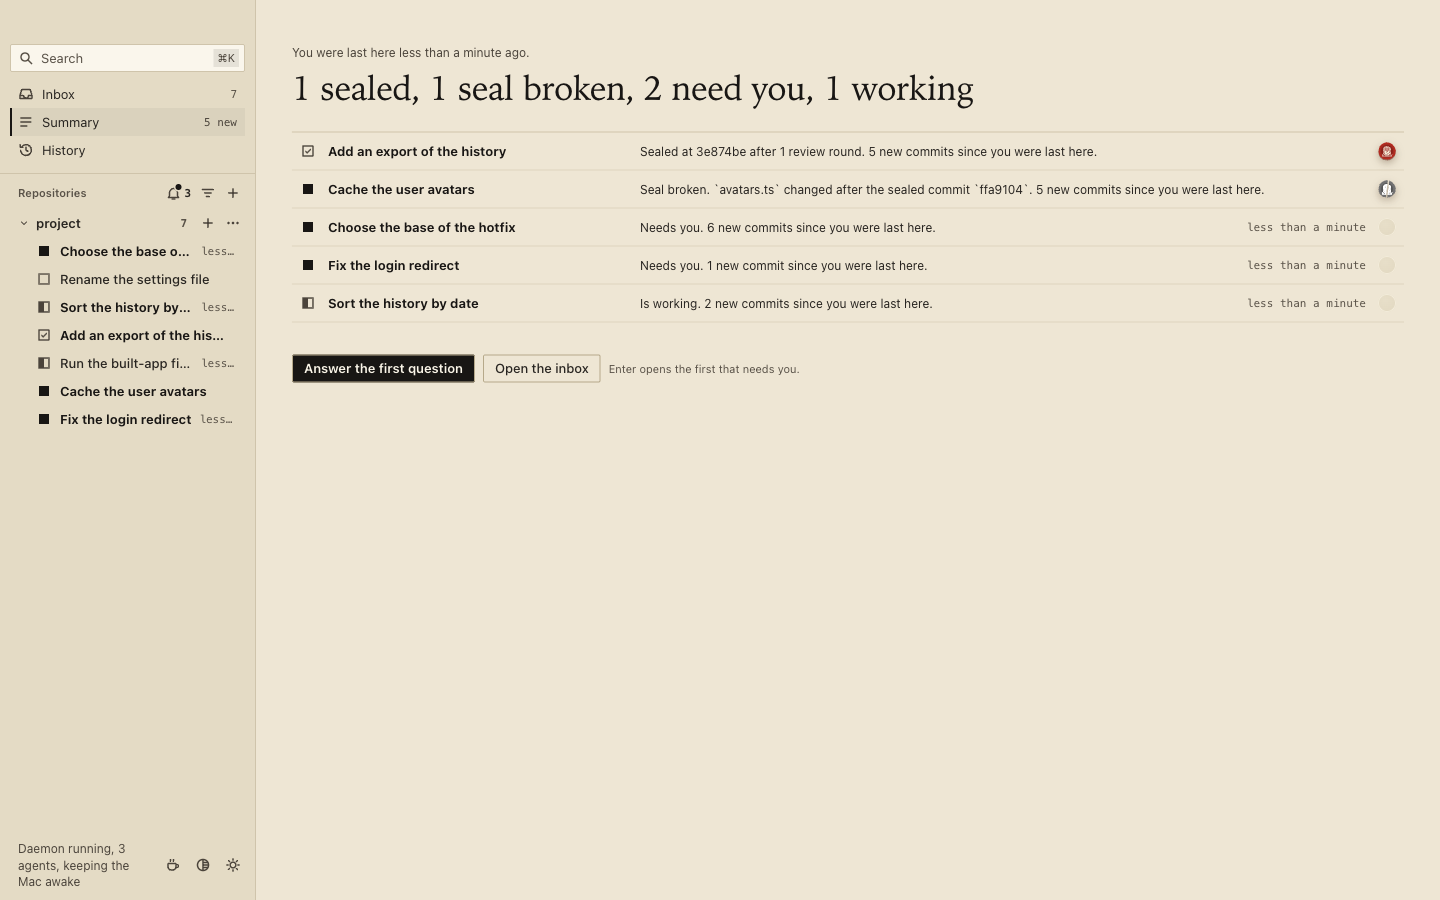 Search ⌘K
Inbox 7
Summary 5 new
History
Repositories 3
project 7
Choose the base o… less…
Rename the settings file
Sort the history by… less…
Add an export of the his…
Run the built-app fi… less…
Cache the user avatars
Fix the login redirect less…
Daemon running, 3
agents, keeping the
Mac awake
You were last here less than a minute ago.
1 sealed, 1 seal broken, 2 need you, 1 working
Add an export of the history Sealed at 3e874be after 1 review round. 5 new commits since you were last here.
Cache the user avatars Seal broken. `avatars.ts` changed after the sealed commit `ffa9104`. 5 new commits since you were last here.
Choose the base of the hotfix Needs you. 6 new commits since you were last here. less than a minute
Fix the login redirect Needs you. 1 new commit since you were last here. less than a minute
Sort the history by date Is working. 2 new commits since you were last here. less than a minute
Answer the first question Open the inbox Enter opens the first that needs you.